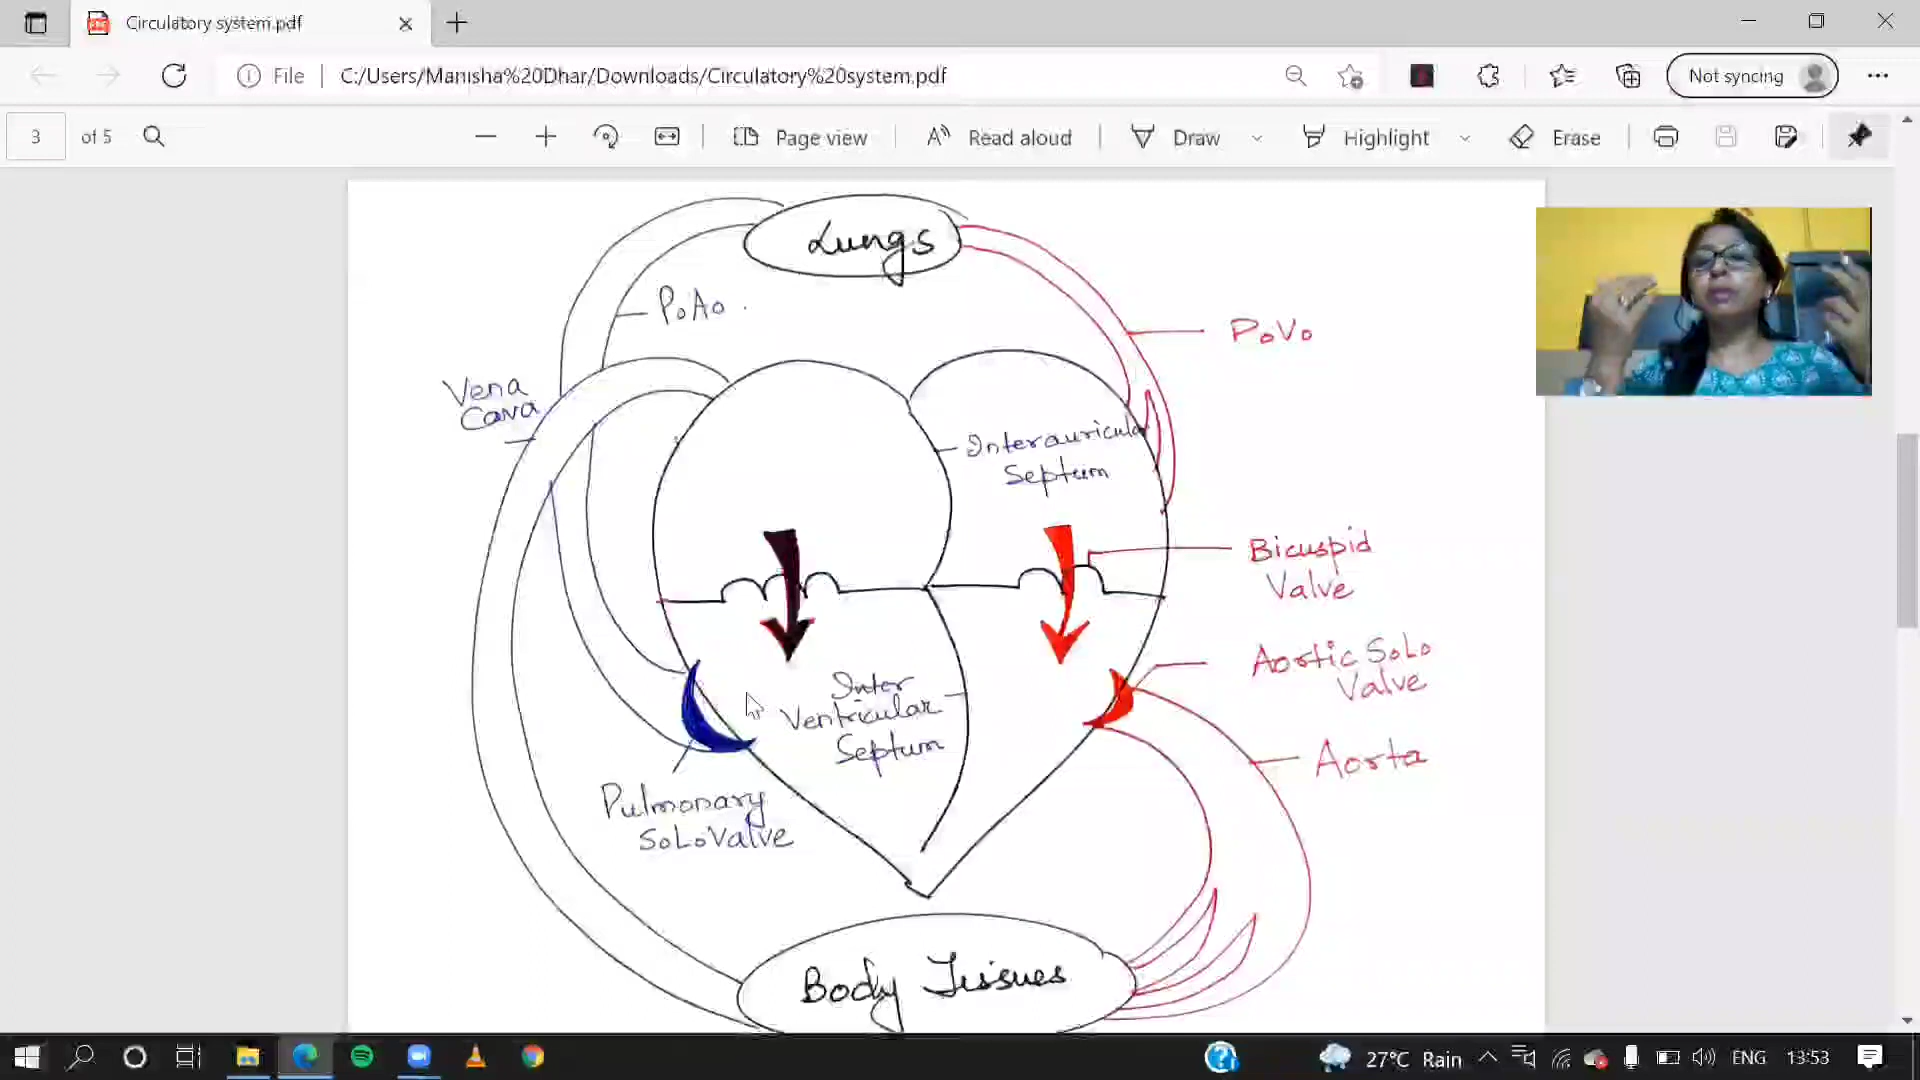 Circulatory system.pdf
File
C:/Users/Manisha%20Dhar/Downloads/Circulatory%20system.pdf
Not syncing
3 of 5
Page view
Read aloud
Draw
Highlight
Erase
Lungs
PoAo
PoVo
Vena
Cava
Interauricular
Septum
Bicuspid
Valve
Aortic SoLo
Valve
Inter
Ventricular
Septum
Aorta
Pulmonary
SoLoValve
Body Tissues
27°C Rain
ENG
13:53